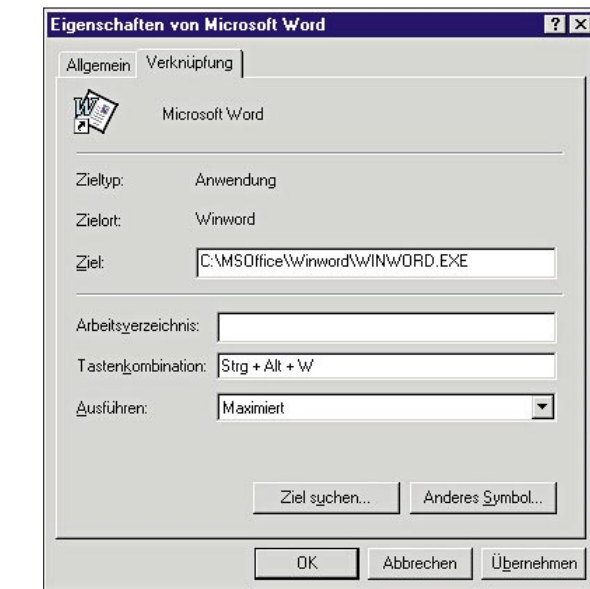 Eigenschaften von Microsoft Word
Allgemein Verknüpfung
Microsoft Word
Zieltyp: Anwendung
Zielort: Winword
Ziel: C:\MSOffice\Winword\WINWORD.EXE
Arbeitsverzeichnis:
Tastenkombination: Strg + Alt + W
Ausführen: Maximiert
Ziel suchen... Anderes Symbol...
OK Abbrechen Übernehmen